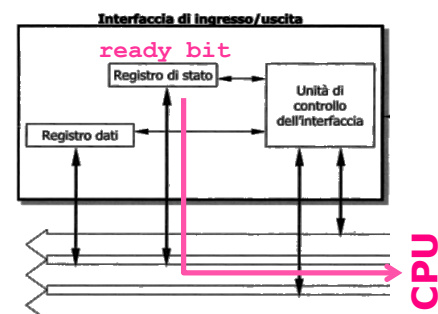 Interfaccia di ingresso/uscita
ready bit
Registro di stato
Unità di
controllo
dell'interfaccia
Registro dati
CPU